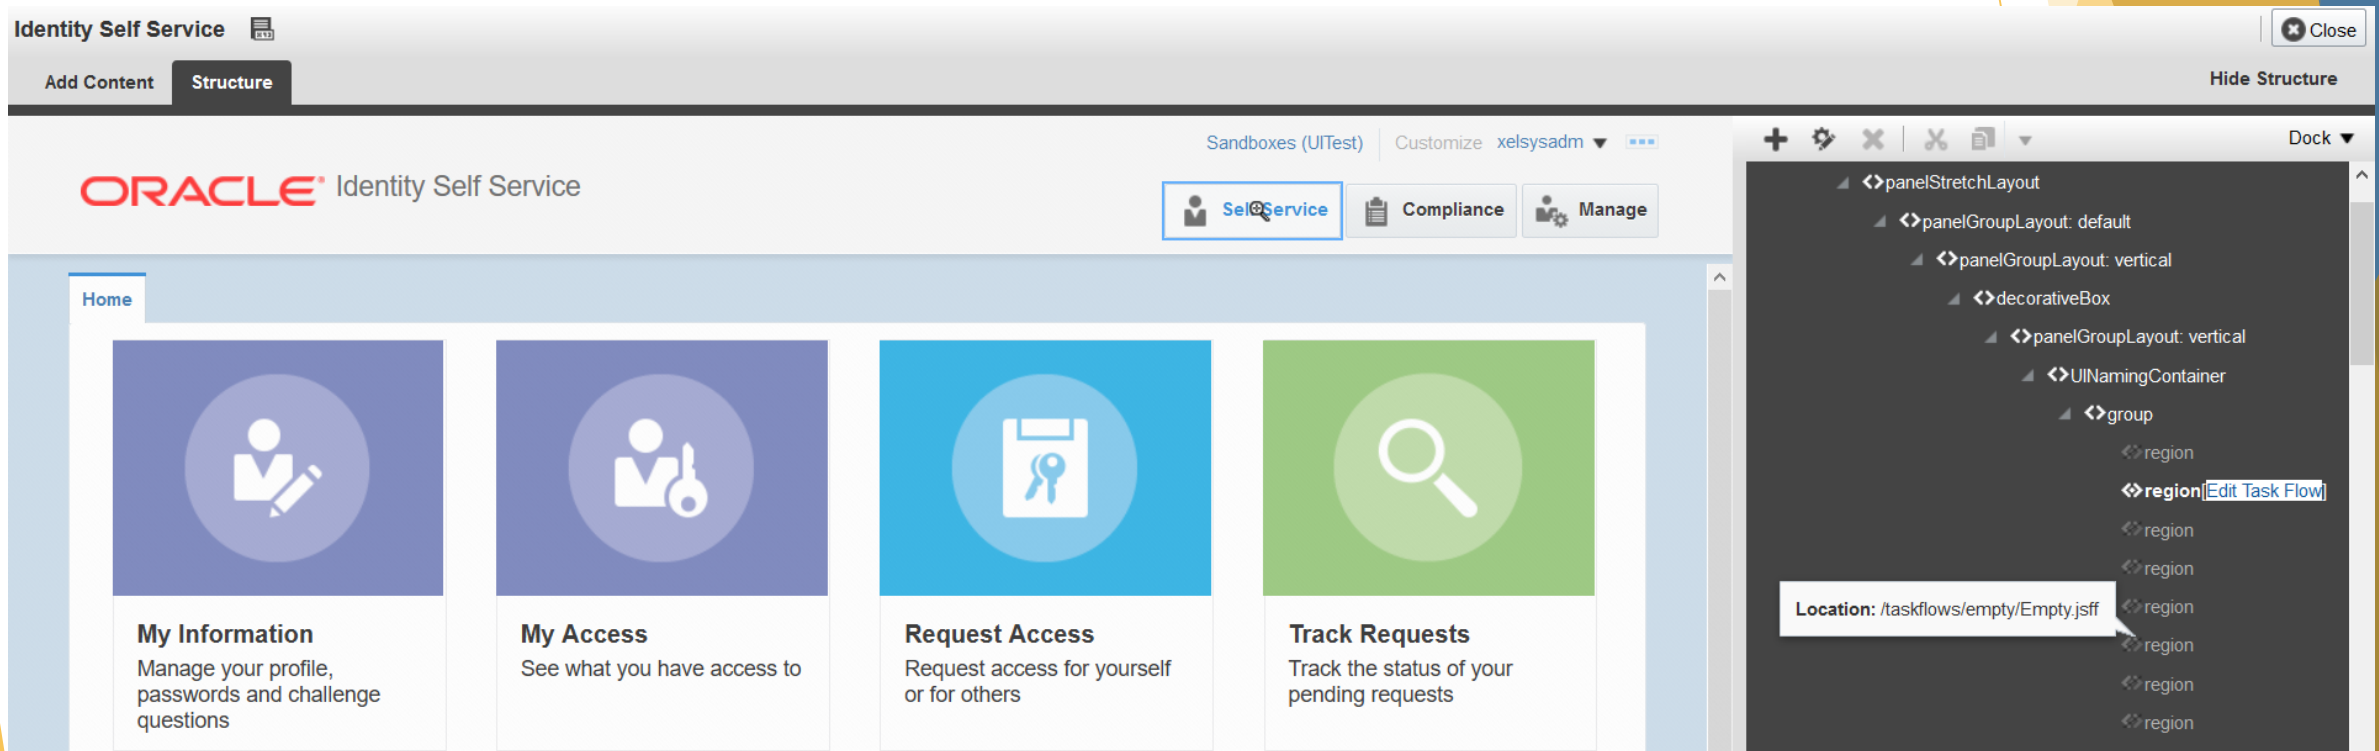 Identity Self Service
Close
Add Content
Structure
Hide Structure
Sandboxes (UITest)
Customize
xelsysadm
Dock
ORACLE Identity Self Service
Self Service
Compliance
Manage
Home
My Information
Manage your profile,
passwords and challenge
questions
My Access
See what you have access to
Request Access
Request access for yourself
or for others
Track Requests
Track the status of your
pending requests
<>panelStretchLayout
<>panelGroupLayout: default
<>panelGroupLayout: vertical
<>decorativeBox
<>panelGroupLayout: vertical
<>UINamingContainer
<>group
<>region
<>region[Edit Task Flow]
<>region
<>region
<>region
Location: /taskflows/empty/Empty.jsff
<>region
<>region
<>region